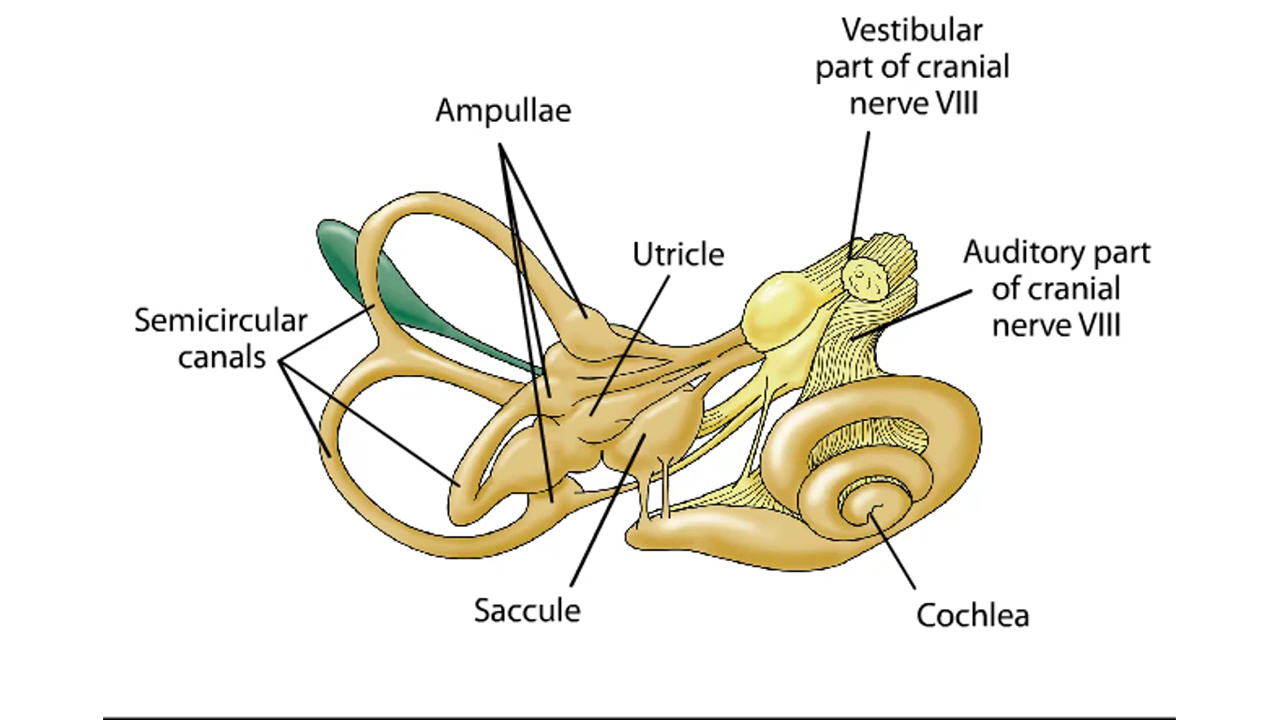 Vestibular
part of cranial
nerve VIII
Ampullae
Utricle
Auditory part
of cranial
nerve VIII
Semicircular
canals
Saccule
Cochlea